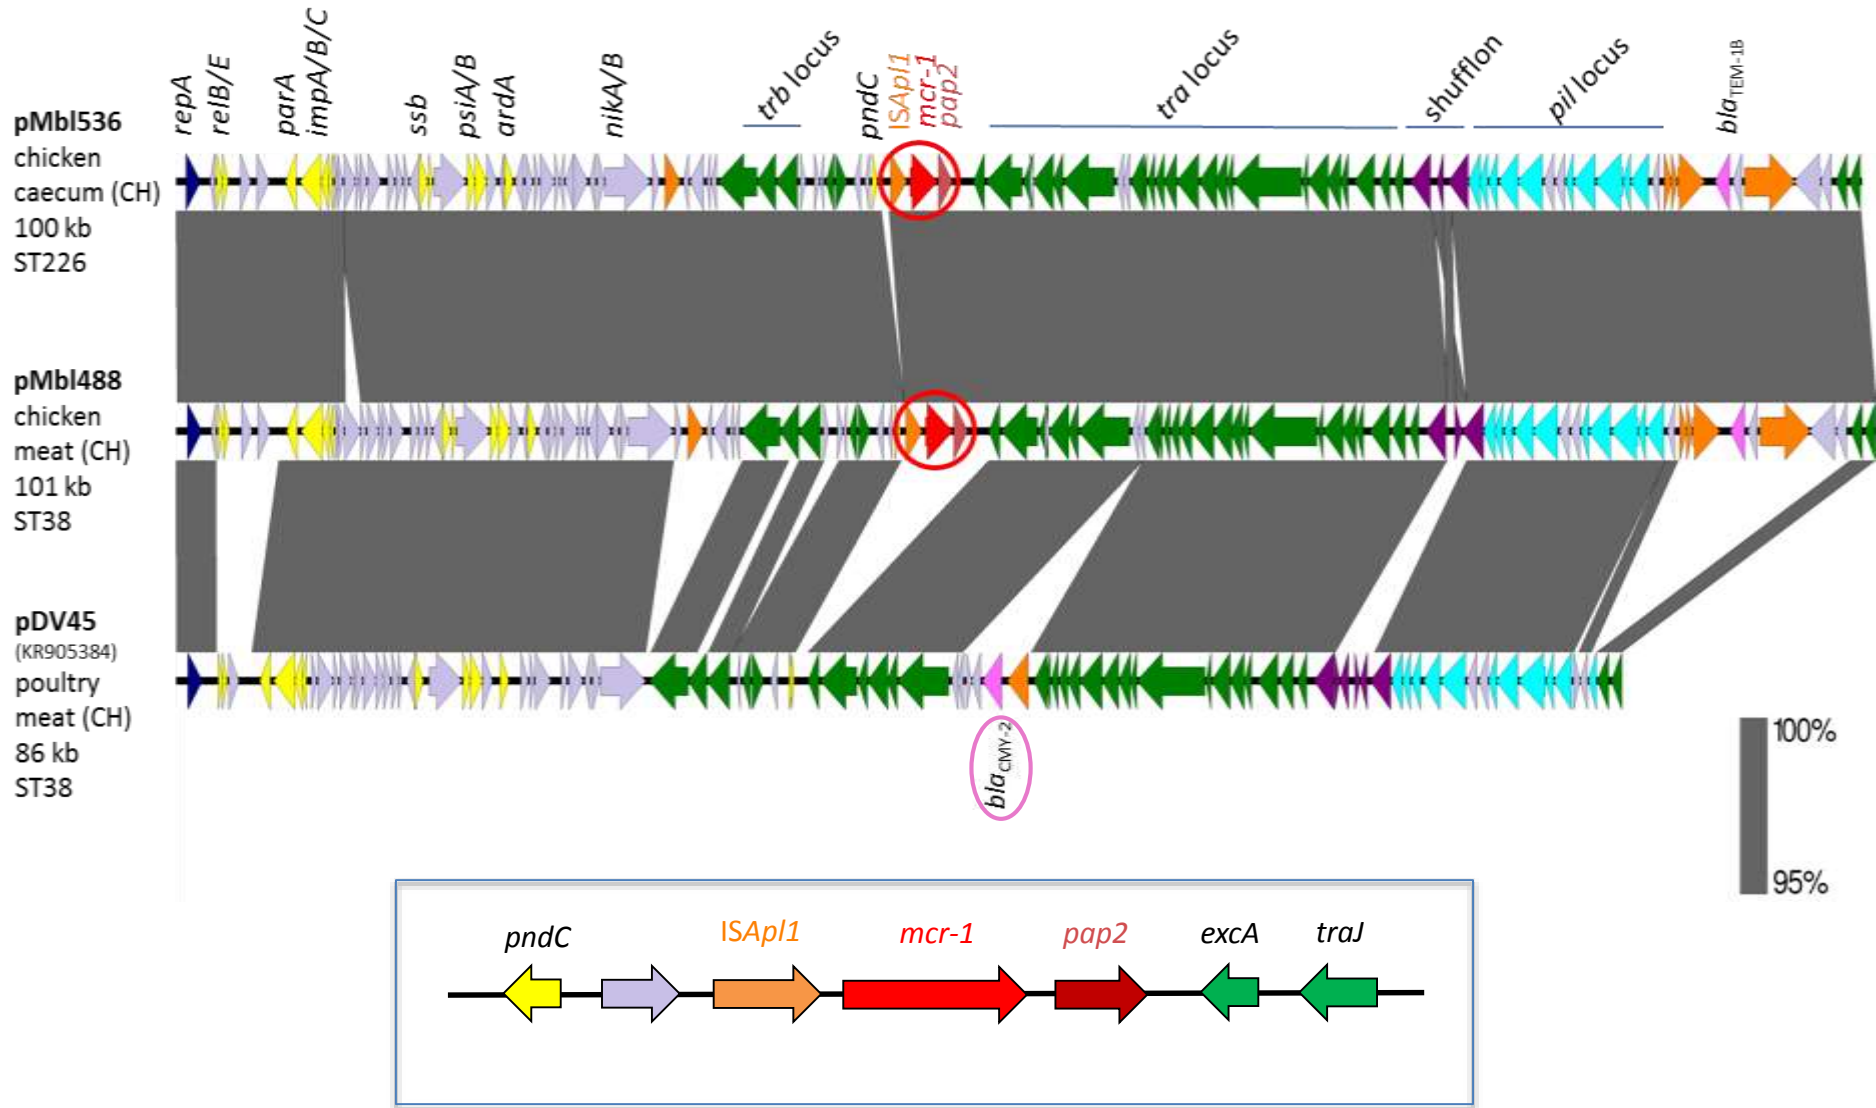 repA
relB/E
parA
impA/B/C
ssb
psiA/B
ardA
nikA/B
trb locus
pndC
ISApl1
mcr-1
pap2
tra locus
shufflon
pil locus
blaTEM-1B
pMbl536
chicken
caecum (CH)
100 kb
ST226
pMbl488
chicken
meat (CH)
101 kb
ST38
pDV45
(KR905384)
poultry
meat (CH)
86 kb
ST38
blaCMY-2
100%
95%
pndC
ISApl1
mcr-1
pap2
excA
traJ